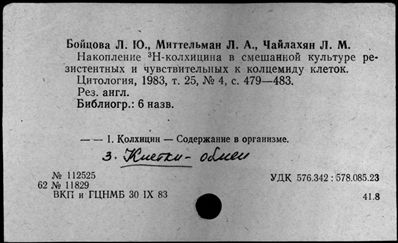 Бойцова Л. Ю., Миттельман Л. А., Чайлахян Л. М.
Накопление ³Н-колхицина в смешанной культуре ре-
зистентных и чувствительных к колцемиду клеток.
Цитология, 1983, т. 25, № 4, с. 479—483.
Рез. англ.
Библиогр.: 6 назв.
— — 1. Колхицин — Содержание в организме.
3. Клетки - обмен
№ 112525
УДК 576.342 : 578.085.23
62 № 11829
ВКП и ГЦНМБ 30 IX 83
41.8